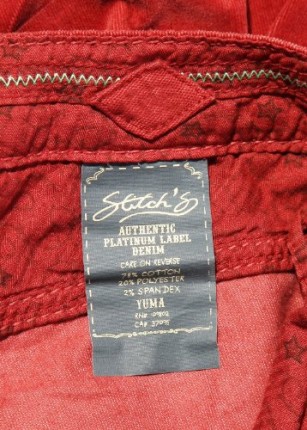 Stitch's
AUTHENTIC
PLATINUM LABEL
DENIM
CARE ON REVERSE
78% COTTON
20% POLYESTER
2% SPANDEX
YUMA